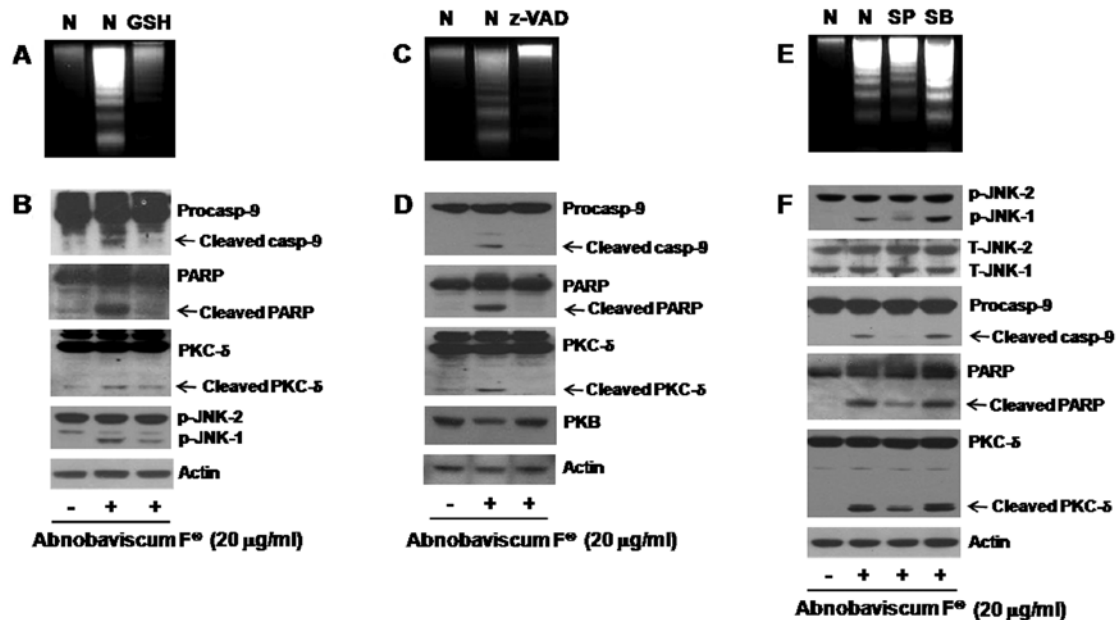 N N GSH
A
B
Procasp-9
← Cleaved casp-9
PARP
← Cleaved PARP
PKC-δ
← Cleaved PKC-δ
p-JNK-2
p-JNK-1
Actin
- + +
Abnobaviscum F® (20 µg/ml)
N N z-VAD
C
D
Procasp-9
← Cleaved casp-9
PARP
← Cleaved PARP
PKC-δ
← Cleaved PKC-δ
PKB
Actin
- + +
Abnobaviscum F® (20 µg/ml)
N N SP SB
E
F
p-JNK-2
p-JNK-1
T-JNK-2
T-JNK-1
Procasp-9
← Cleaved casp-9
PARP
← Cleaved PARP
PKC-δ
← Cleaved PKC-δ
Actin
- + + +
Abnobaviscum F® (20 µg/ml)